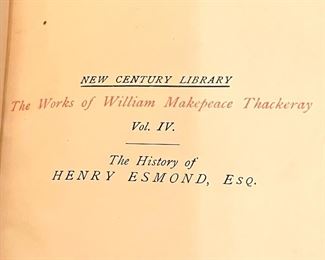 NEW CENTURY LIBRARY
The Works of William Makepeace Thackeray
Vol. IV.
The History of
HENRY ESMOND, ESQ.